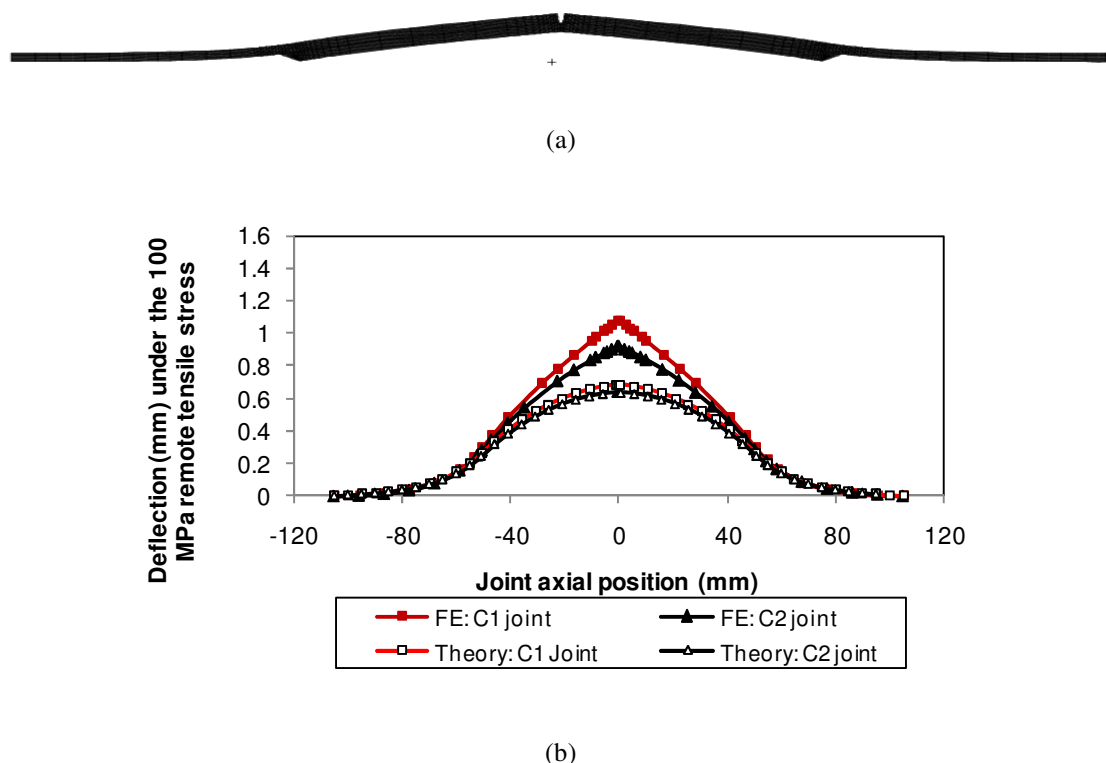 (a)
Deflection (mm) under the 100
MPa remote tensile stress
1.6
1.4
1.2
1
0.8
0.6
0.4
0.2
0
-120
-80
-40
0
40
80
120
Joint axial position (mm)
FE: C1 joint
FE: C2 joint
Theory: C1 Joint
Theory: C2 joint
(b)